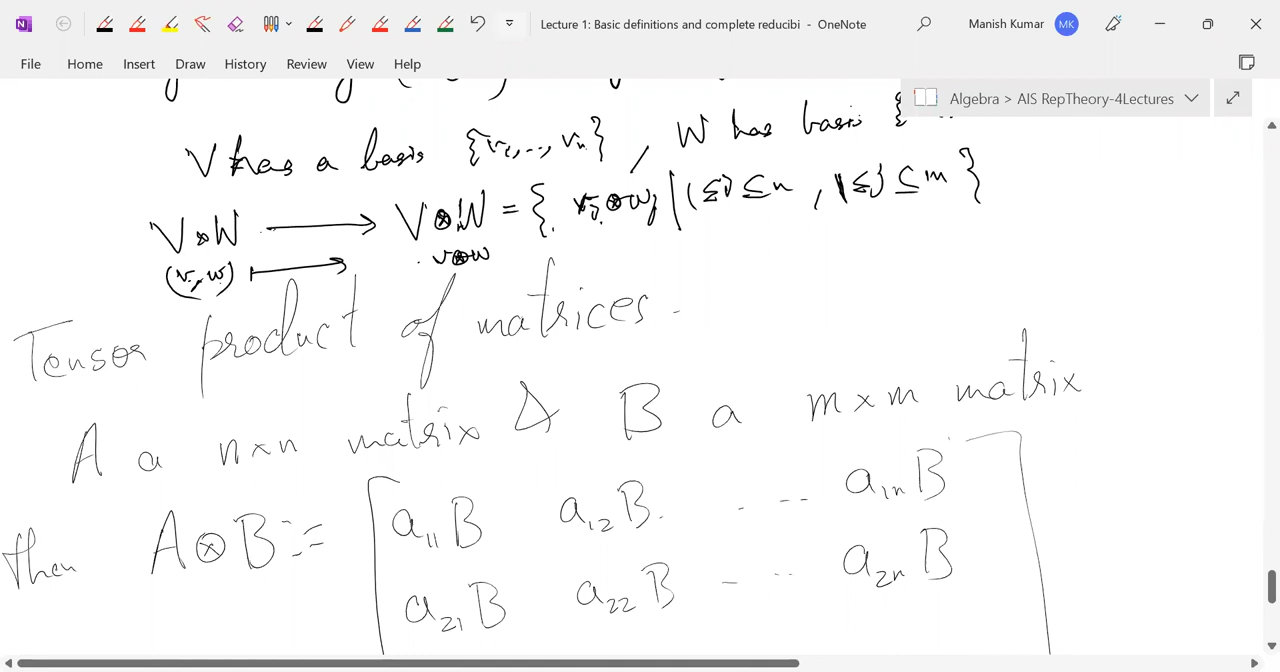 Lecture 1: Basic definitions and complete reducibi - OneNote
Manish Kumar MK
File Home Insert Draw History Review View Help
Algebra > AIS RepTheory-4Lectures
V has a basis {v₁, .., vₙ}, W has basis {
V×W → V⊗W = { vᵢ⊗wⱼ | 1≤i≤n, 1≤j≤m }
(v, w) ↦ v⊗w
Tensor product of matrices.
A a n×n matrix & B a m×m matrix
then A⊗B := [ a₁₁B a₁₂B . -- a₁ₙB
a₂₁B a₂₂B -- a₂ₙB